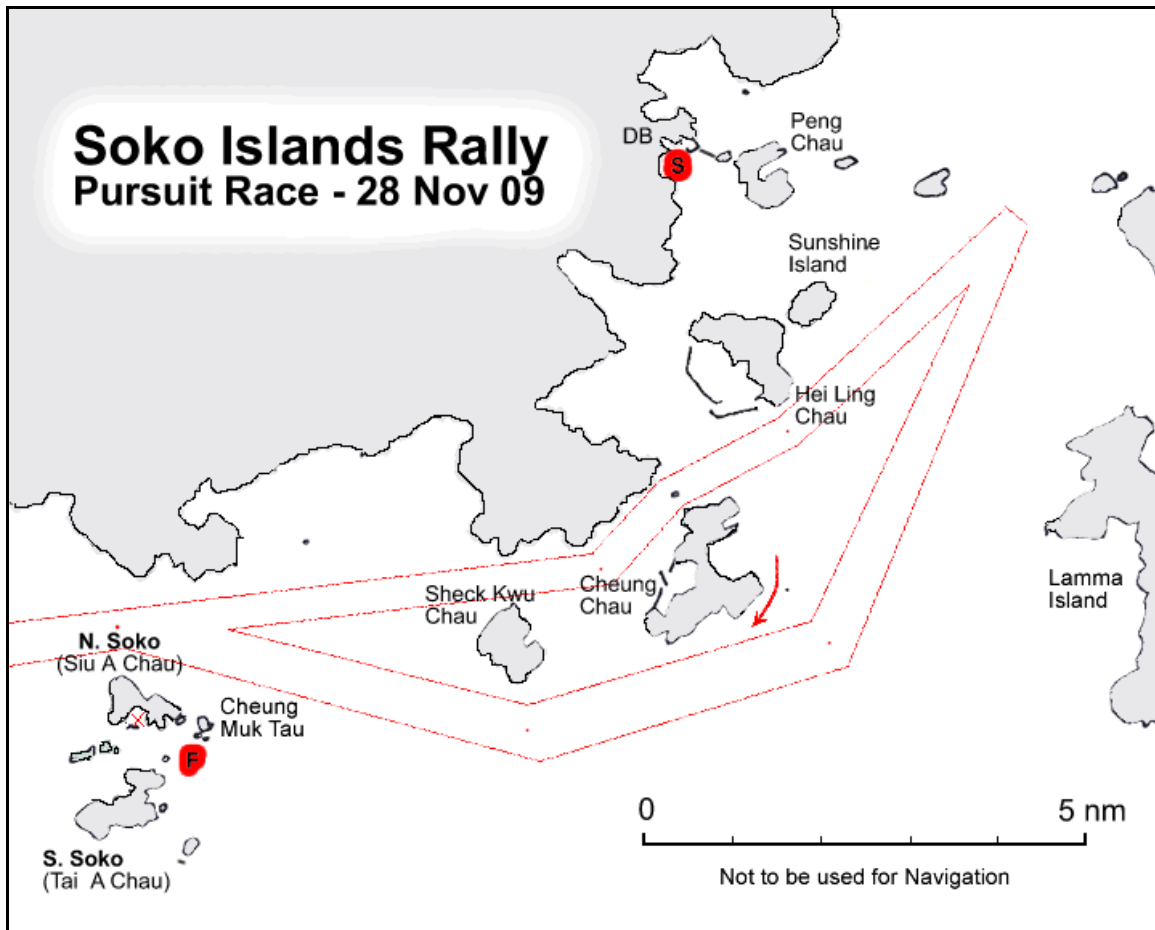 Soko Islands Rally
Pursuit Race - 28 Nov 09
DB
S
Peng
Chau
Sunshine
Island
Hei Ling
Chau
Sheck Kwu
Chau
Cheung
Chau
Lamma
Island
N. Soko
(Siu A Chau)
Cheung
Muk Tau
F
S. Soko
(Tai A Chau)
0
5 nm
Not to be used for Navigation